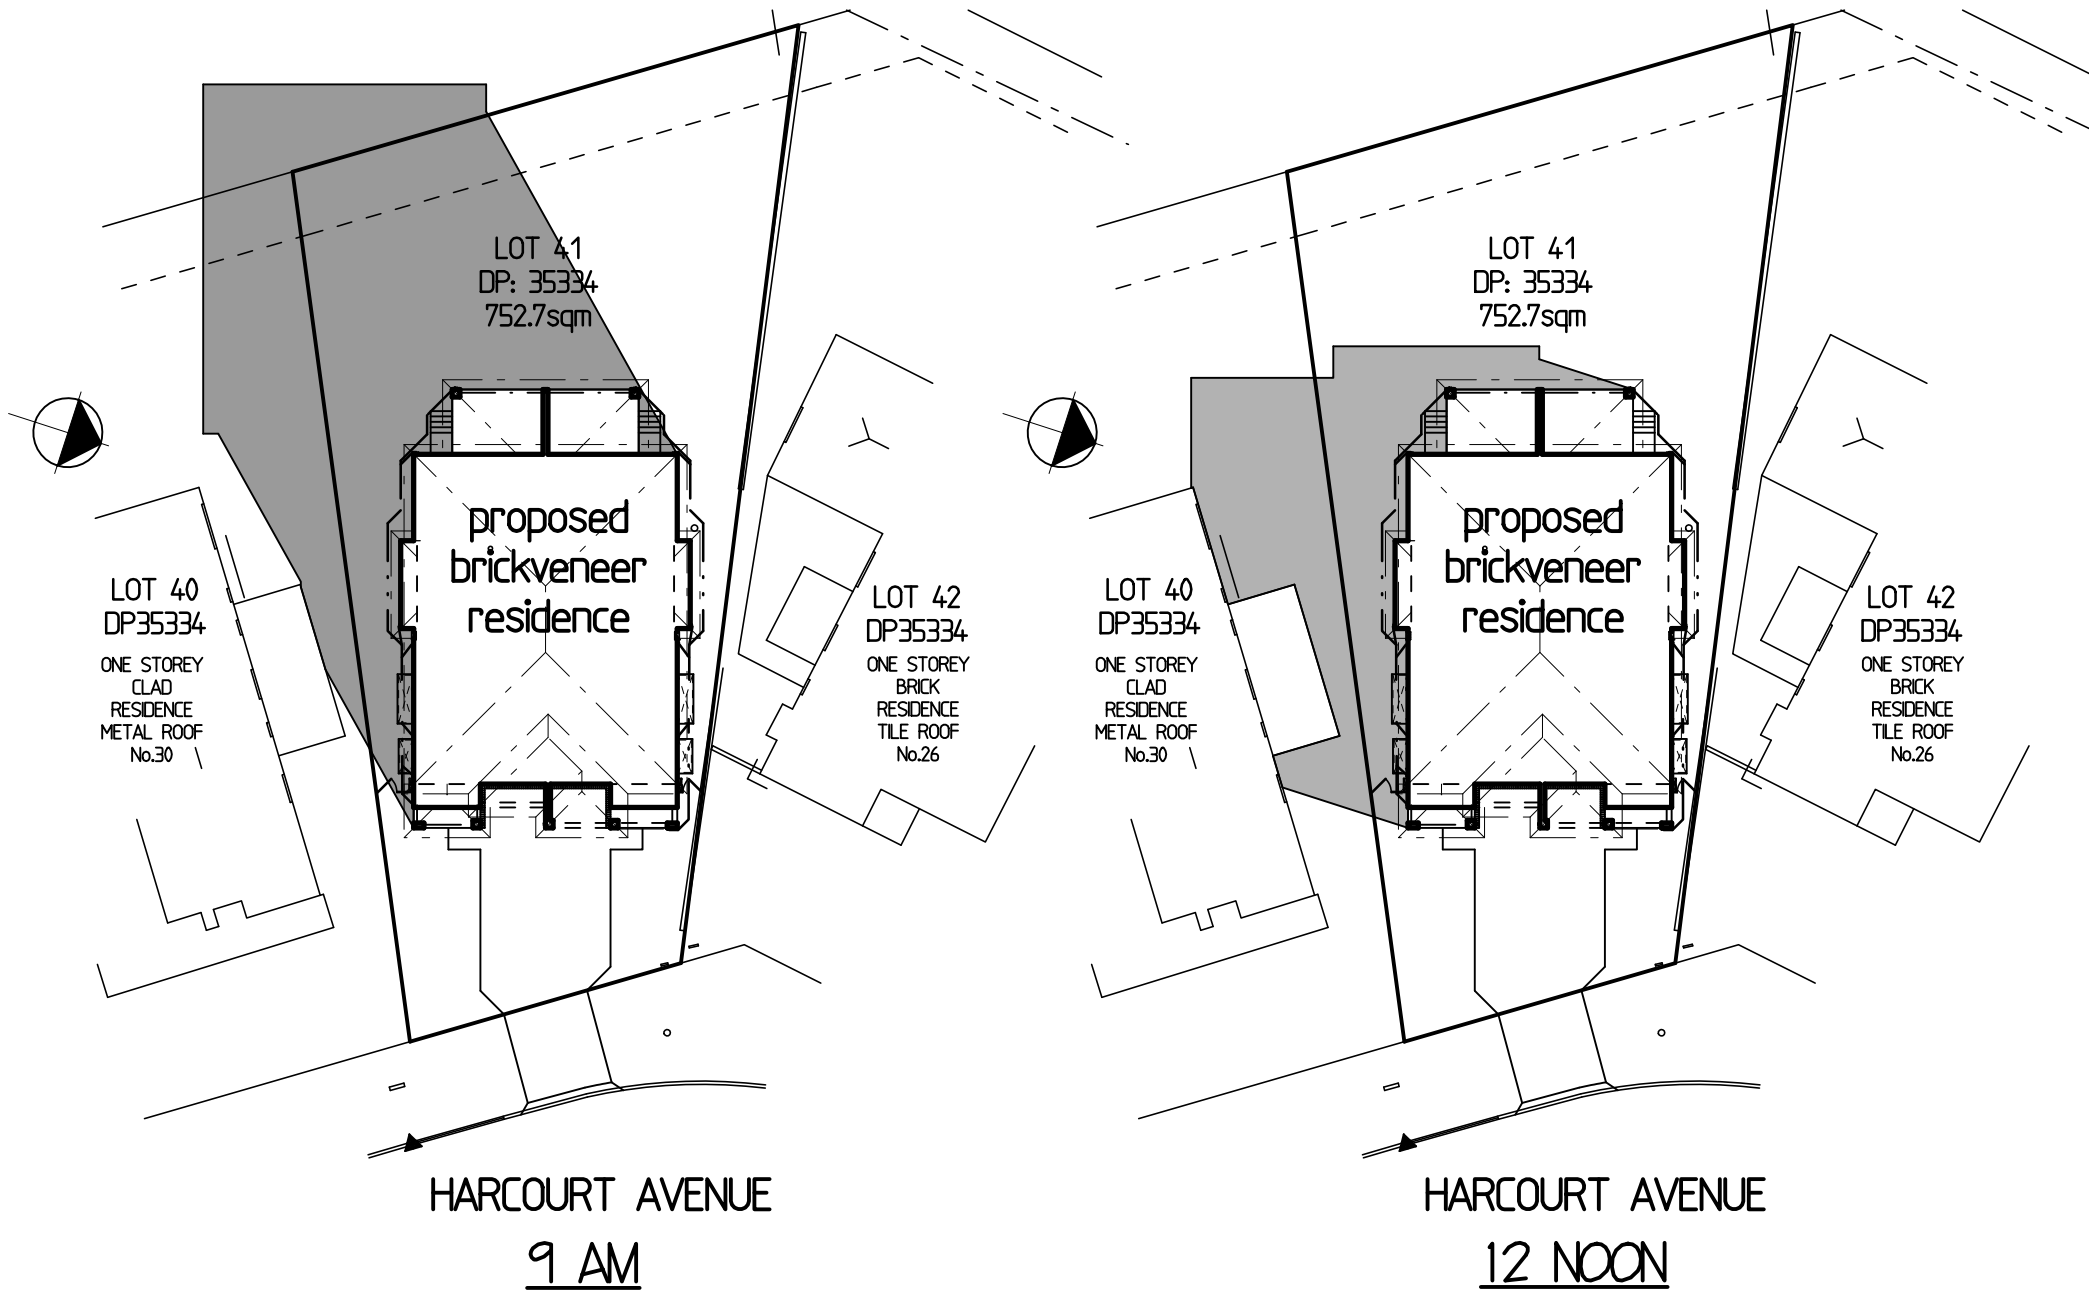 LOT 41
DP: 35334
752.7sqm
proposed
brickveneer
residence
LOT 40
DP35334
ONE STOREY
CLAD
RESIDENCE
METAL ROOF
No.30
LOT 42
DP35334
ONE STOREY
BRICK
RESIDENCE
TILE ROOF
No.26
HARCOURT AVENUE
9 AM
LOT 41
DP: 35334
752.7sqm
proposed
brickveneer
residence
LOT 40
DP35334
ONE STOREY
CLAD
RESIDENCE
METAL ROOF
No.30
LOT 42
DP35334
ONE STOREY
BRICK
RESIDENCE
TILE ROOF
No.26
HARCOURT AVENUE
12 NOON